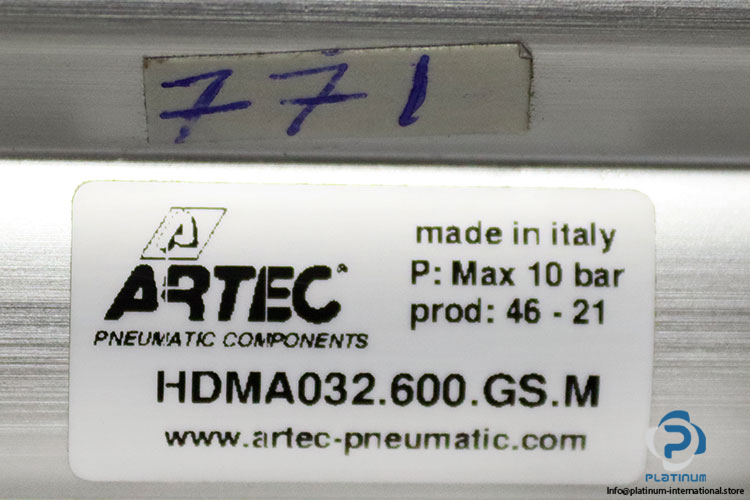 771
ARTEC
PNEUMATIC COMPONENTS
made in italy
P: Max 10 bar
prod: 46 - 21
HDMA032.600.GS.M
www.artec-pneumatic.com
PLATINUM
Info@platinum-international.store